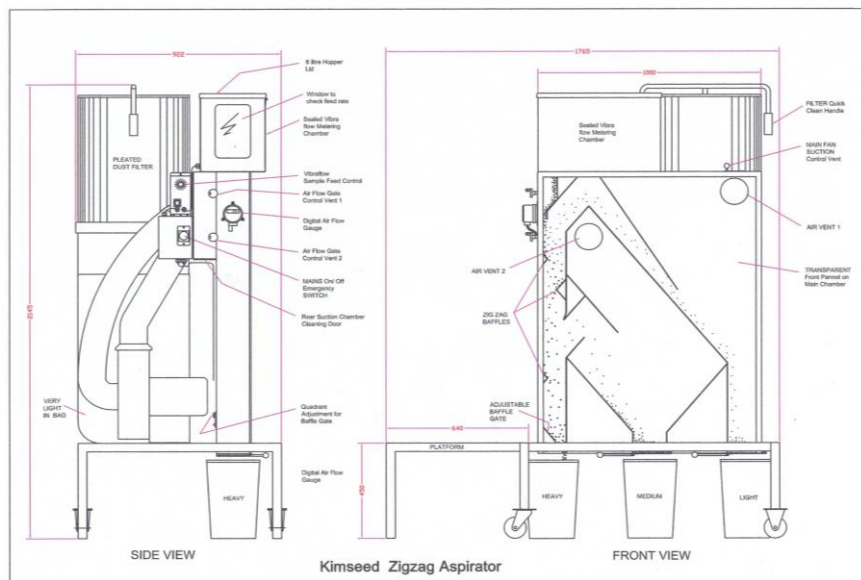 922
6 litre Hopper
Lid
Window to
check feed rate
Sealed Vibra
flow Metering
Chamber
PLEATED
DUST FILTER
Vibraflow
Sample Feed Control
Air Flow Gate
Control Vent 1
Digital Air Flow
Gauge
Air Flow Gate
Control Vent 2
MAINS On/ Off
Emergency
SWITCH
Rear Suction Chamber
Cleaning Door
2145
VERY
LIGHT
IN BAG
Quadrant
Adjustment for
Baffle Gate
Digital Air Flow
Gauge
HEAVY
SIDE VIEW
1765
1000
Sealed Vibra
flow Metering
Chamber
FILTER Quick
Clean Handle
MAIN FAN
SUCTION
Control Vent
AIR VENT 1
AIR VENT 2
TRANSPARENT
Front Pannel on
Main Chamber
ZIG ZAG
BAFFLES
ADJUSTABLE
BAFFLE
GATE
640
PLATFORM
430
HEAVY
MEDIUM
LIGHT
FRONT VIEW
Kimseed Zigzag Aspirator